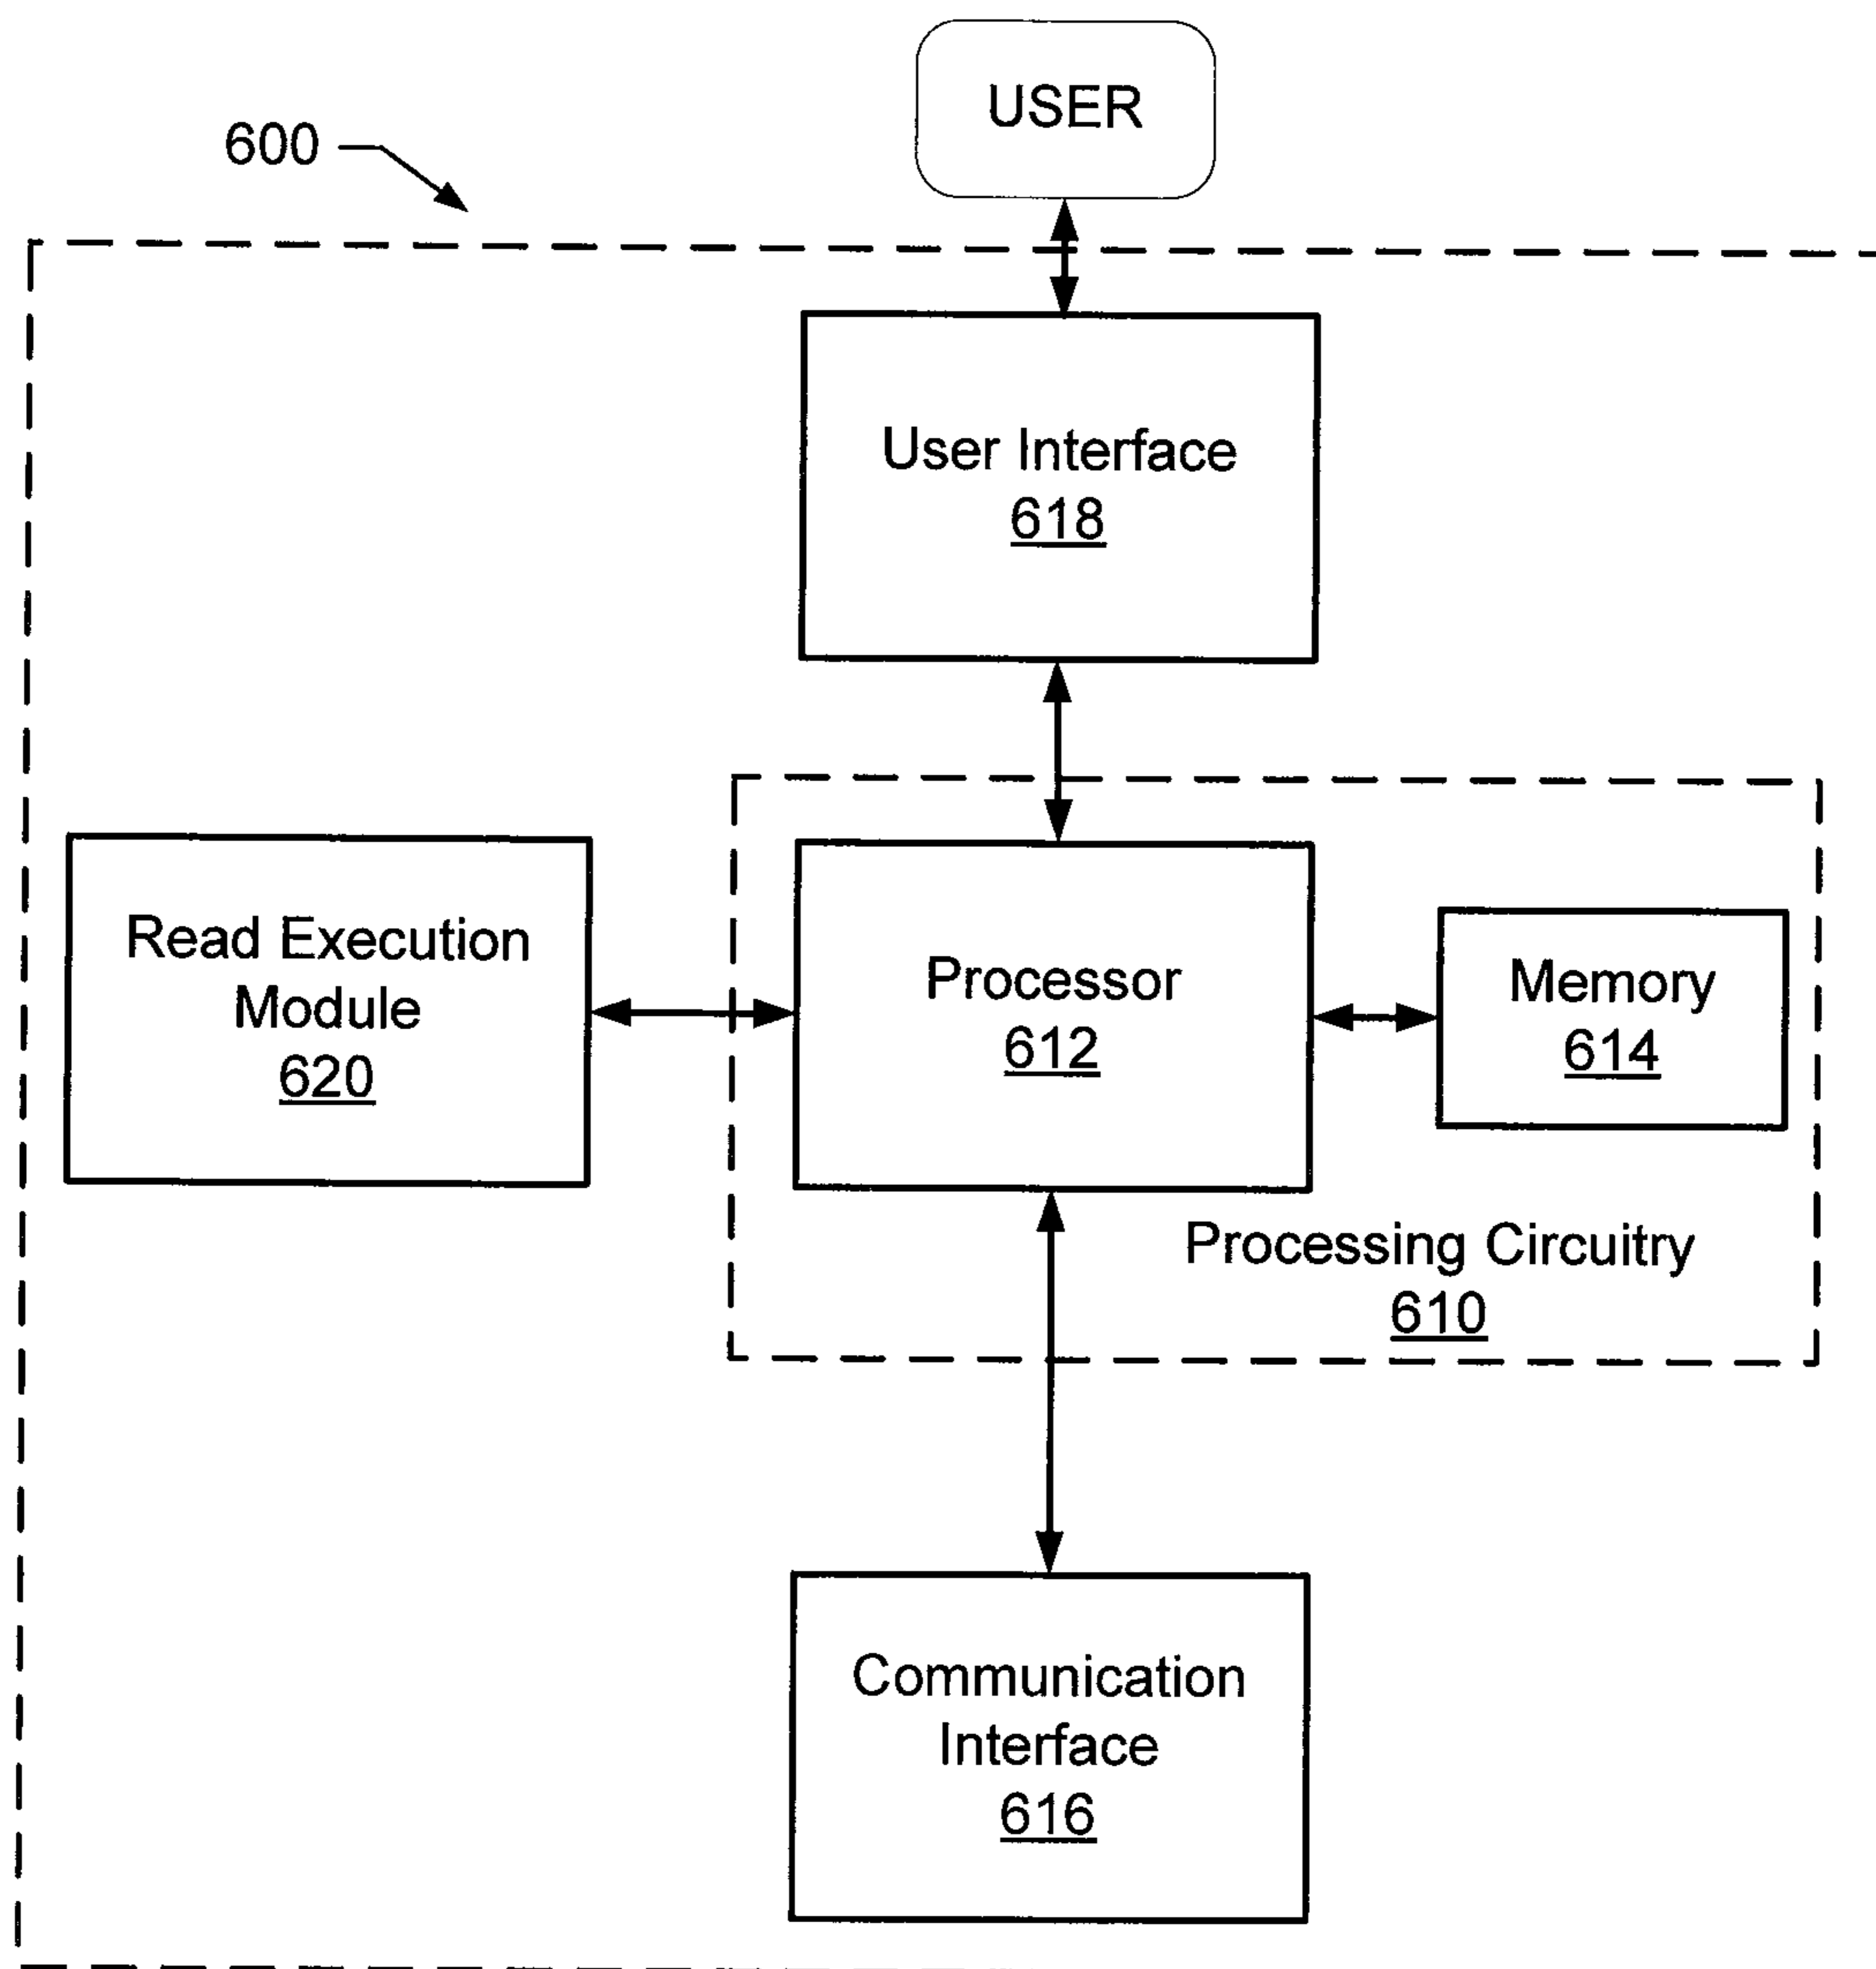 USER
600
User Interface
618
Read Execution
Module
620
Processor
612
Memory
614
Processing Circuitry
610
Communication
Interface
616